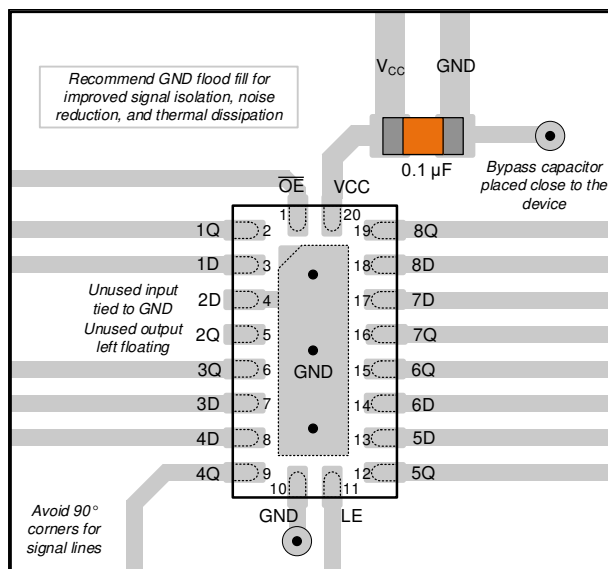 V_CC GND
Recommend GND flood fill for
improved signal isolation, noise
reduction, and thermal dissipation
0.1 µF
Bypass capacitor
placed close to the
device
O̅E̅ VCC
1 20
1Q 2 19 8Q
1D 3 18 8D
Unused input
tied to GND
2D 4 17 7D
Unused output
left floating
2Q 5 16 7Q
3Q 6 15 6Q
GND
3D 7 14 6D
4D 8 13 5D
4Q 9 12 5Q
10 11
GND LE
Avoid 90°
corners for
signal lines